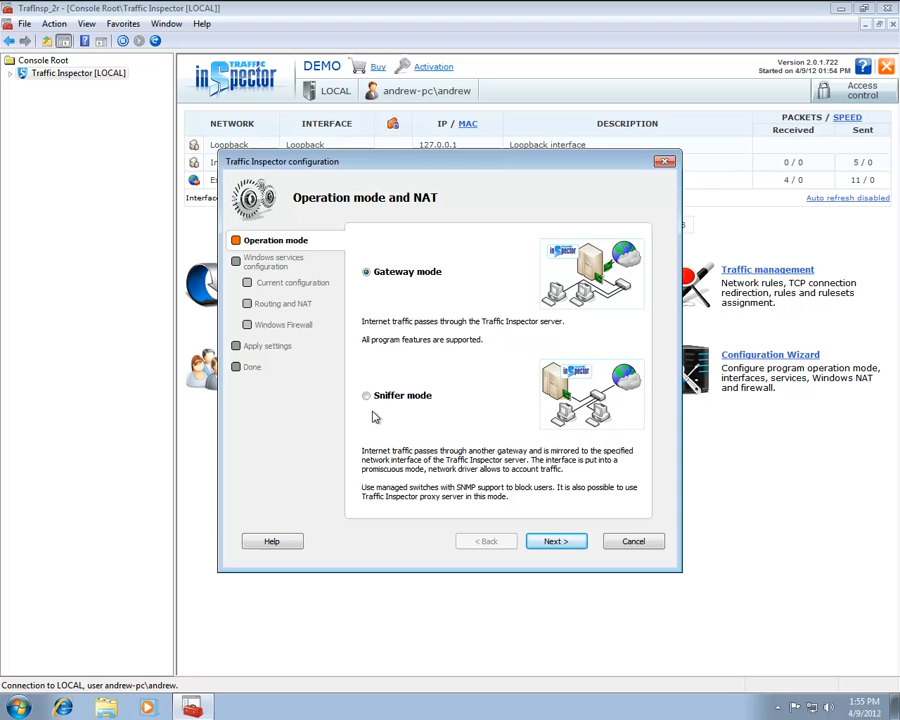 TrafInsp_2r - [Console Root\Traffic Inspector [LOCAL]]
File Action View Favorites Window Help
Console Root
Traffic Inspector [LOCAL]
TRAFFIC
inSpector
DEMO Buy Activation
Version 2.0.1.722
Started on 4/9/12 01:54 PM
LOCAL andrew-pc\andrew
Access control
NETWORK INTERFACE IP / MAC DESCRIPTION PACKETS / SPEED
Received Sent
Loopback Loopback 127.0.0.1 Loopback interface
0 / 0 5 / 0
4 / 0 11 / 0
Auto refresh disabled
Traffic management
Network rules, TCP connection
redirection, rules and rulesets
assignment.
Configuration Wizard
Configure program operation mode,
interfaces, services, Windows NAT
and firewall.
Traffic Inspector configuration
Operation mode and NAT
Operation mode
Windows services
configuration
Current configuration
Routing and NAT
Windows Firewall
Apply settings
Done
Gateway mode
Internet traffic passes through the Traffic Inspector server.
All program features are supported.
Sniffer mode
Internet traffic passes through another gateway and is mirrored to the specified
network interface of the Traffic Inspector server. The interface is put into a
promiscuous mode, network driver allows to account traffic.
Use managed switches with SNMP support to block users. It is also possible to use
Traffic Inspector proxy server in this mode.
Help < Back Next > Cancel
Connection to LOCAL, user andrew-pc\andrew.
1:55 PM
4/9/2012